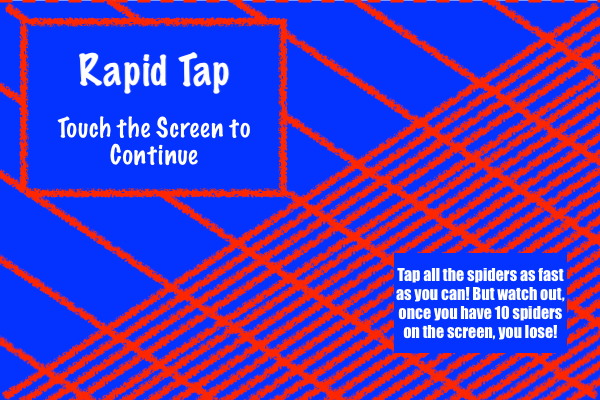 Rapid Tap
Touch the Screen to
Continue
Tap all the spiders as fast
as you can! But watch out,
once you have 10 spiders
on the screen, you lose!